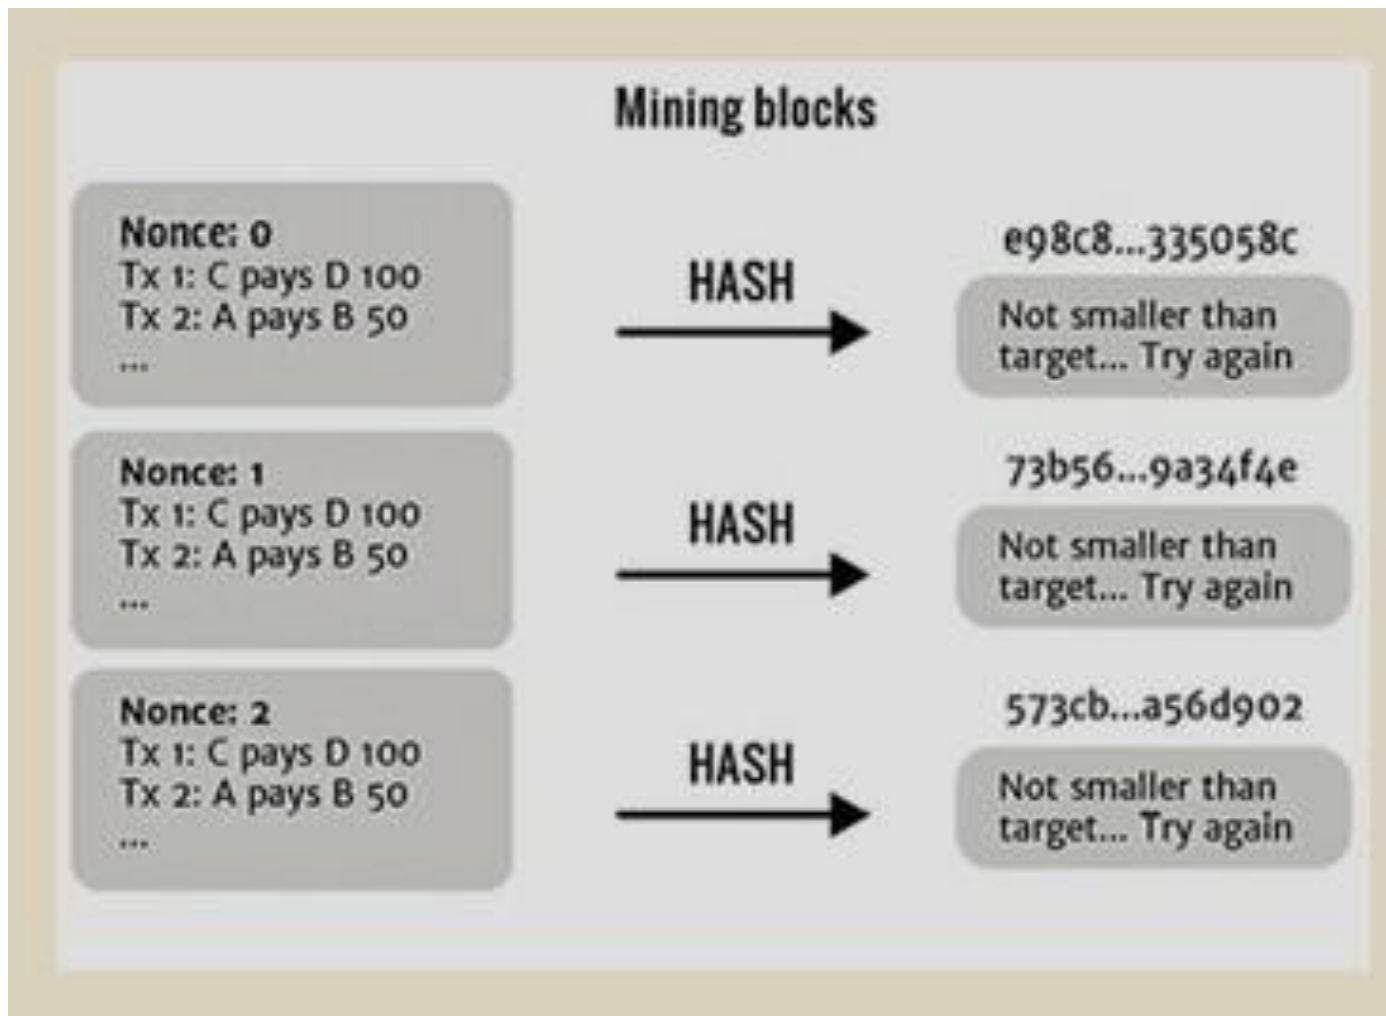 Mining blocks
Nonce: 0
Tx 1: C pays D 100
Tx 2: A pays B 50
...
HASH
e98c8...335058c
Not smaller than
target... Try again
Nonce: 1
Tx 1: C pays D 100
Tx 2: A pays B 50
...
HASH
73b56...9a34f4e
Not smaller than
target... Try again
Nonce: 2
Tx 1: C pays D 100
Tx 2: A pays B 50
...
HASH
573cb...a56d902
Not smaller than
target... Try again